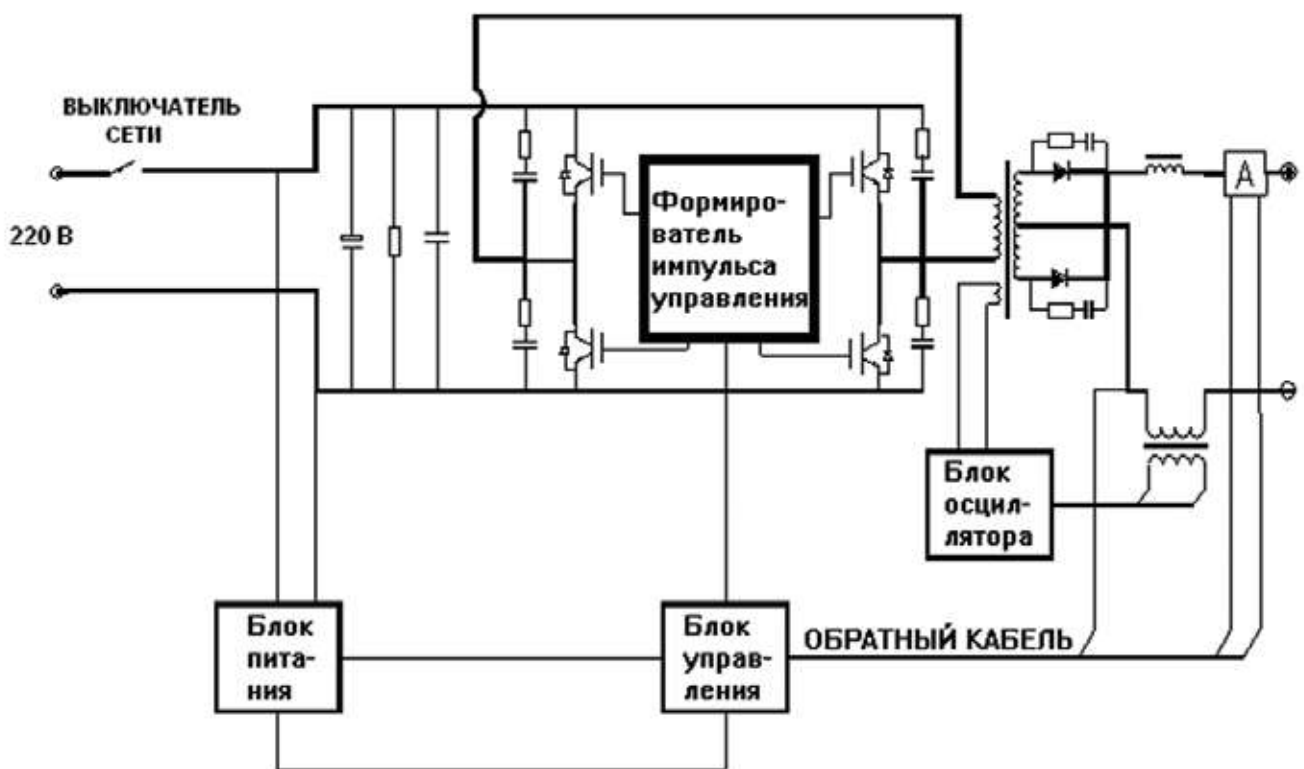 ВЫКЛЮЧАТЕЛЬ
СЕТИ
220 В
Формиро-
ватель
импульса
управления
А
Блок
осцил-
лятора
Блок
пита-
ния
Блок
управ-
ления
ОБРАТНЫЙ КАБЕЛЬ